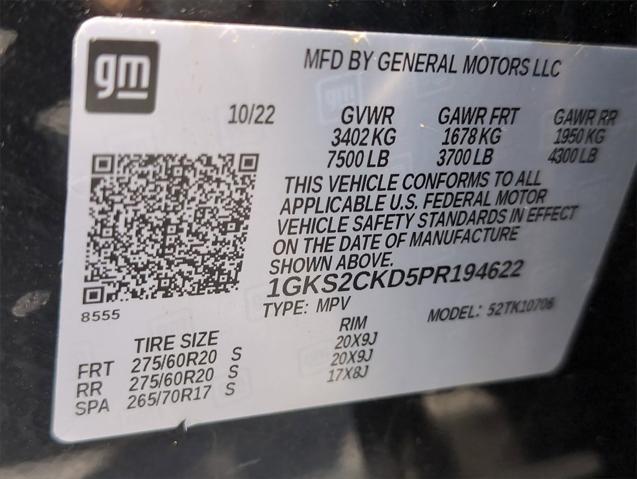 gm
MFD BY GENERAL MOTORS LLC
10/22 GVWR GAWR FRT GAWR RR
3402 KG 1678 KG 1950 KG
7500 LB 3700 LB 4300 LB
THIS VEHICLE CONFORMS TO ALL
APPLICABLE U.S. FEDERAL MOTOR
VEHICLE SAFETY STANDARDS IN EFFECT
ON THE DATE OF MANUFACTURE
SHOWN ABOVE.
1GKS2CKD5PR194622
8555
TYPE: MPV MODEL: 52TK10706
TIRE SIZE RIM
FRT 275/60R20 S 20X9J
RR 275/60R20 S 20X9J
SPA 265/70R17 S 17X8J